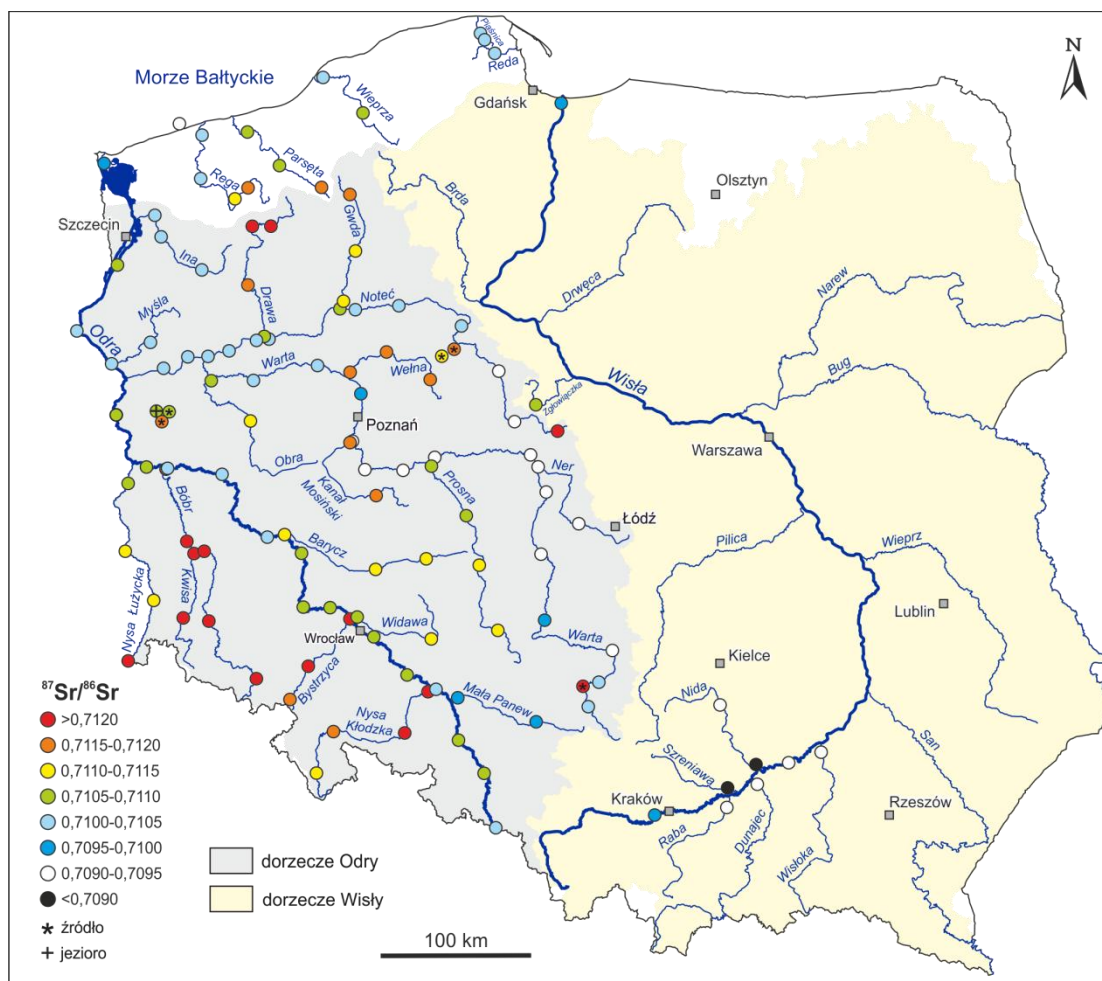 Piaśnica
Reda
N
Morze Bałtyckie
Wieprza
Gdańsk
Parsęta
Rega
Brda
Olsztyn
Gwda
Szczecin
Ina
Drwęca
Narew
Drawa
Noteć
Myśla
Odra
Warta
Wełna
Wisła
Bug
Zgłowiączka
Poznań
Warszawa
Obra
Kanał
Mosiński
Prosna
Ner
Bóbr
Łódź
Pilica
Wieprz
Barycz
Kwisa
Nysa Łużycka
Lublin
Widawa
Wrocław
Warta
Kielce
Bystrzyca
Mała Panew
Nida
Nysa
Kłodzka
San
Szreniawa
Kraków
Rzeszów
Raba
Dunajec
Wisłoka
87Sr/86Sr
>0,7120
0,7115-0,7120
0,7110-0,7115
0,7105-0,7110
0,7100-0,7105
0,7095-0,7100
0,7090-0,7095
<0,7090
* źródło
+ jezioro
dorzecze Odry
dorzecze Wisły
100 km